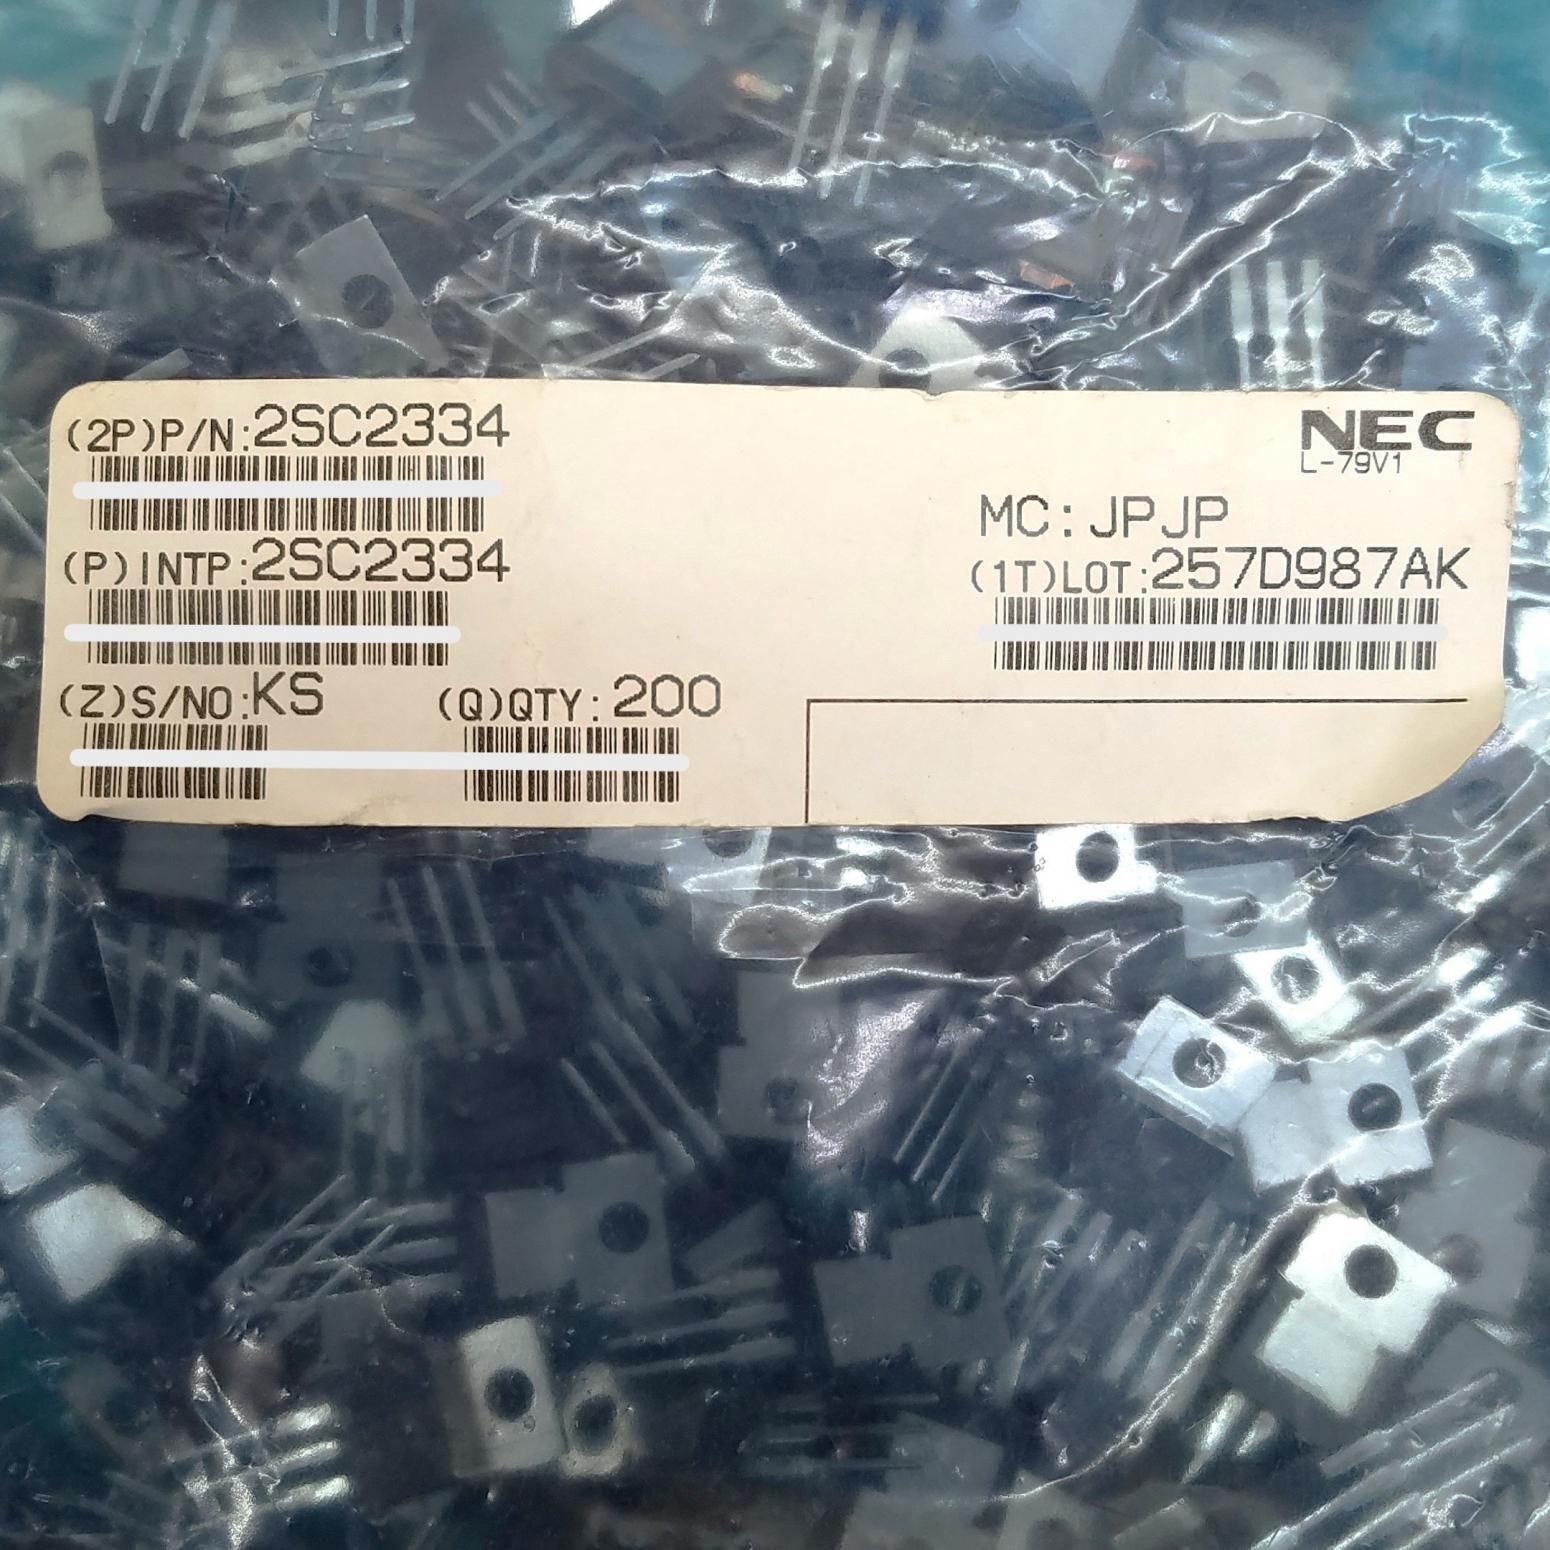 (2P)P/N:2SC2334
NEC
L-79V1
MC: JPJP
(P)INTP:2SC2334
(1T)LOT:257D987AK
(Z)S/NO:KS
(Q)QTY: 200